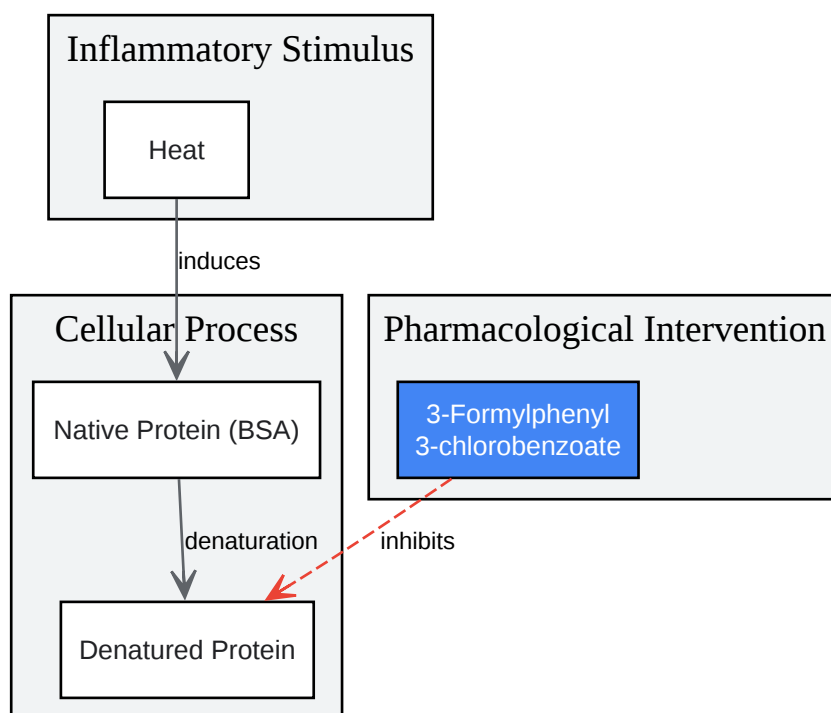 Inflammatory Stimulus
Heat
induces
Cellular Process
Pharmacological Intervention
Native Protein (BSA)
3-Formylphenyl
3-chlorobenzoate
denaturation
inhibits
Denatured Protein